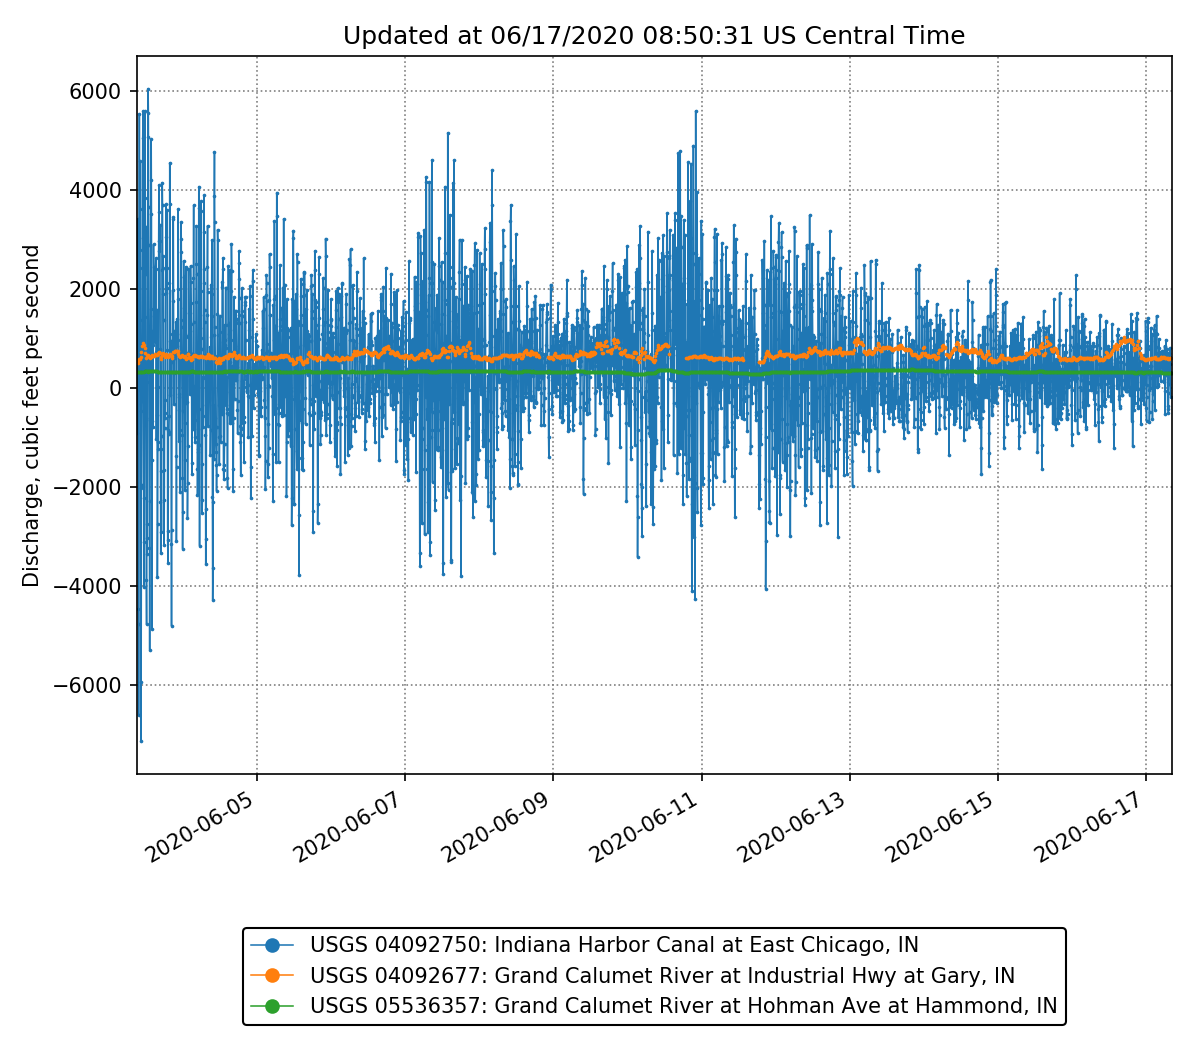 Updated at 06/17/2020 08:50:31 US Central Time
Discharge, cubic feet per second
6000
4000
2000
0
−2000
−4000
−6000
2020-06-05
2020-06-07
2020-06-09
2020-06-11
2020-06-13
2020-06-15
2020-06-17
USGS 04092750: Indiana Harbor Canal at East Chicago, IN
USGS 04092677: Grand Calumet River at Industrial Hwy at Gary, IN
USGS 05536357: Grand Calumet River at Hohman Ave at Hammond, IN